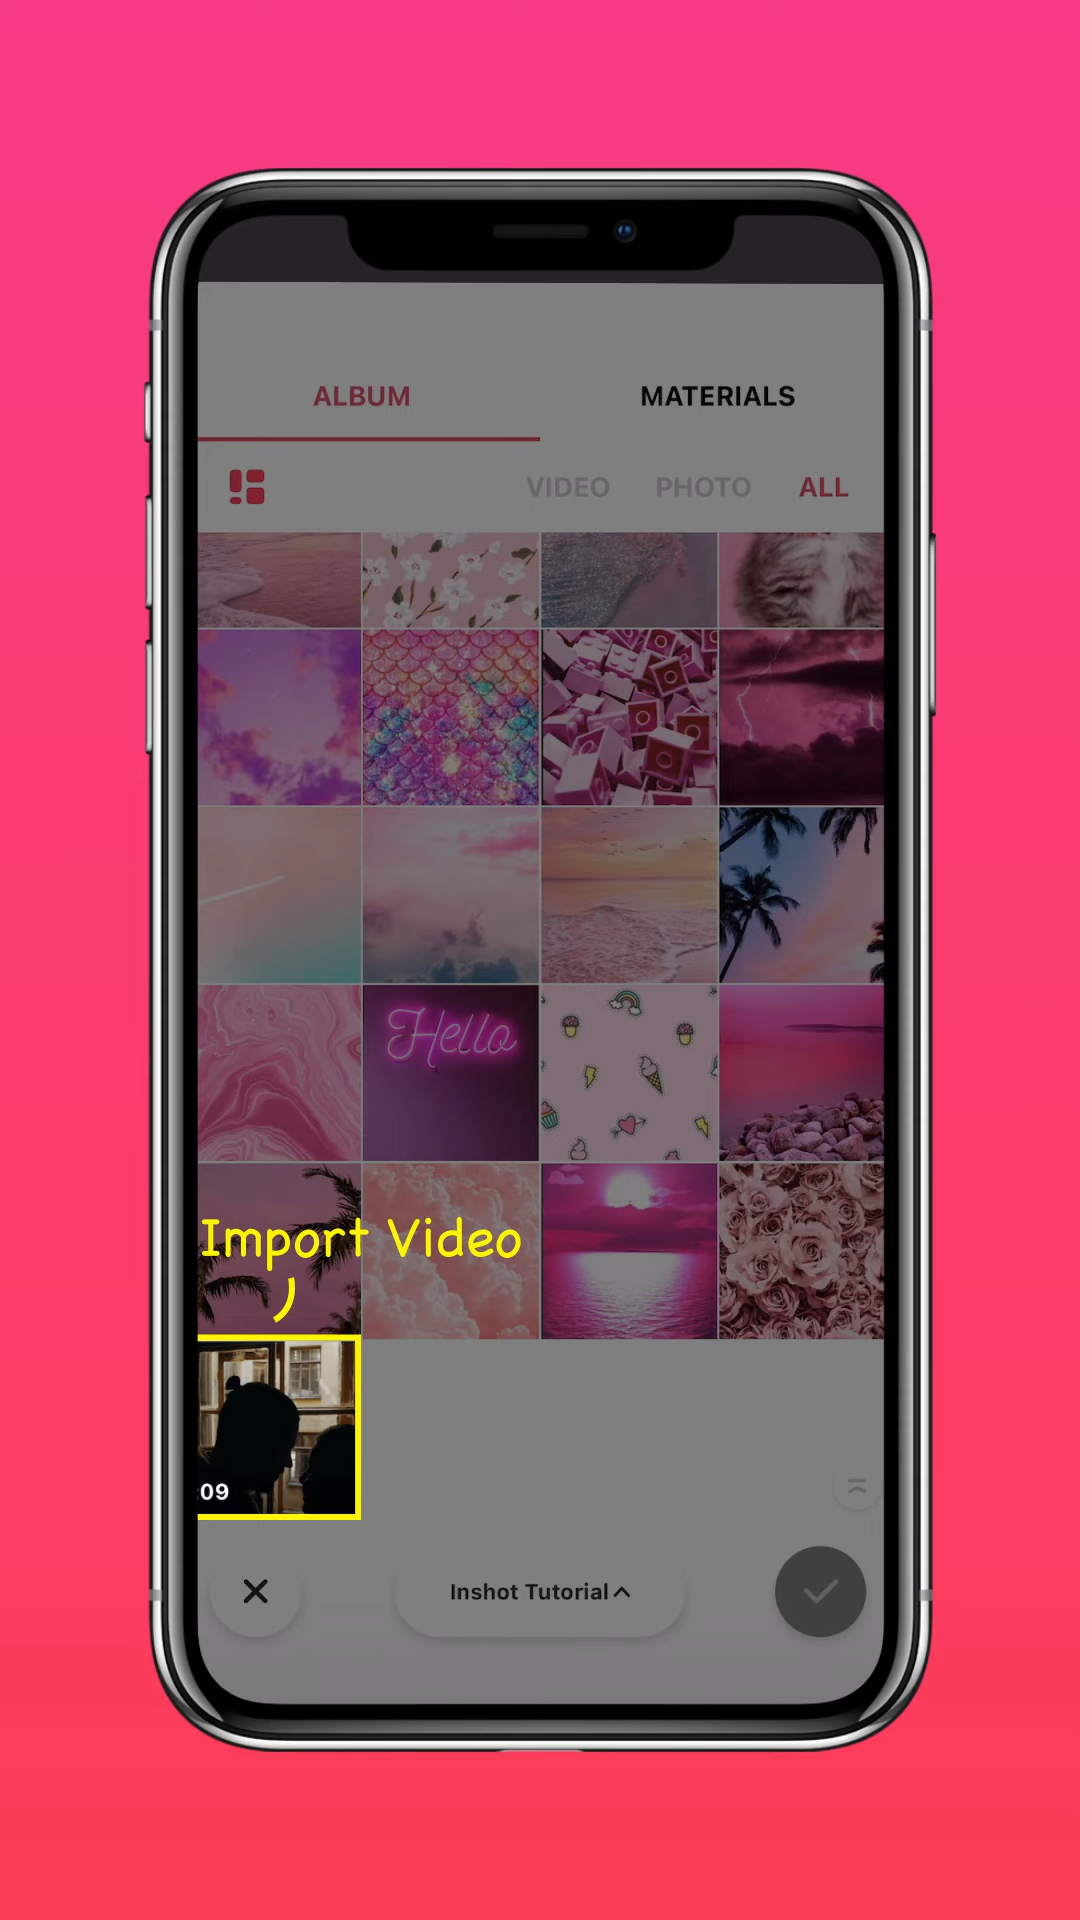 ALBUM MATERIALS
VIDEO PHOTO ALL
Hello
Import Video
:09
Inshot Tutorial